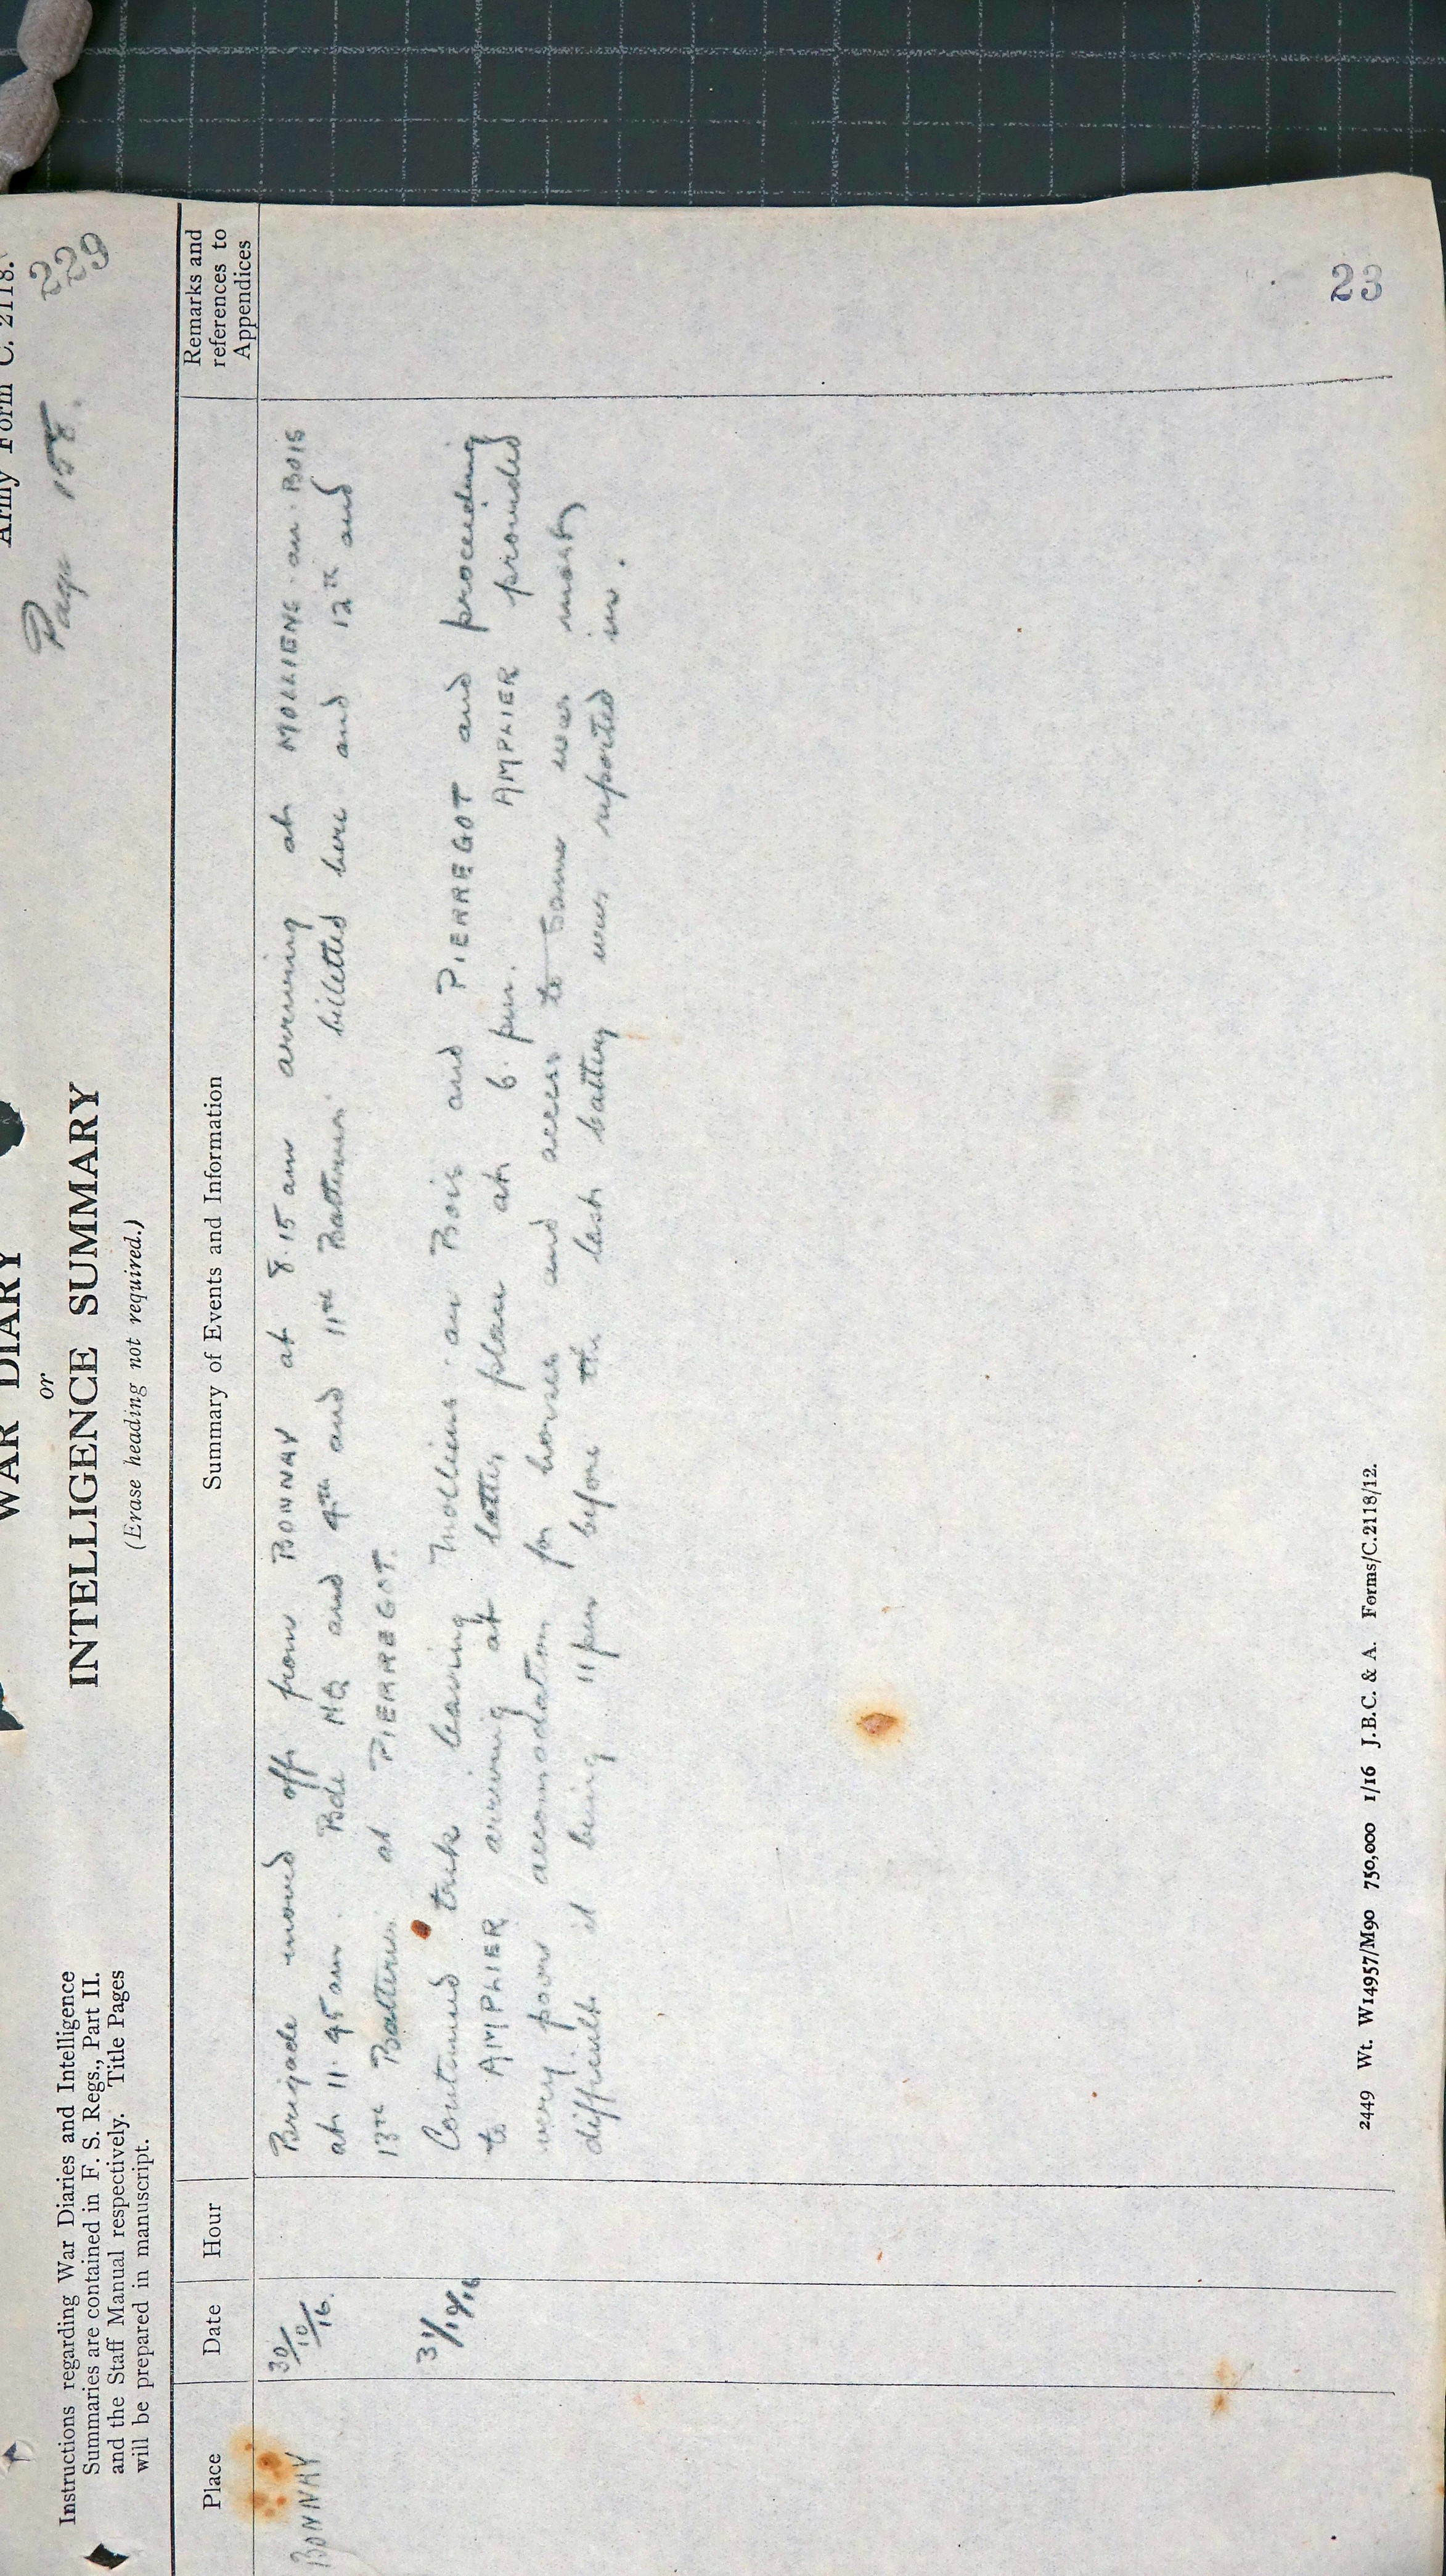 Army Form C. 2118.
Page 158.
229
WAR DIARY
or
INTELLIGENCE SUMMARY
(Erase heading not required.)
Instructions regarding War Diaries and Intelligence
Summaries are contained in F. S. Regs., Part II.
and the Staff Manual respectively. Title Pages
will be prepared in manuscript.
Place
Date
Hour
Summary of Events and Information
Remarks and
references to
Appendices
BONNAY
30/10/16.
Brigade moved off from BONNAY at 8.15 am arriving at MOLLIENS-au-BOIS
at 11.45 am. Bde HQ and 4th and 11th Batteries billetted here and 12th and
13th Batteries at PIERREGOT.
31/10/16
Continued trek leaving Molliens-au Bois and PIERREGOT and proceeding
to AMPLIER arriving at latter place at 6 pm. AMPLIER provided
very poor accomodation for horses and access to same was most
difficult it being 11 pm before the last battery was reported in.
2449 Wt. W14957/M90 750,000 1/16 J.B.C. & A. Forms/C.2118/12.
23